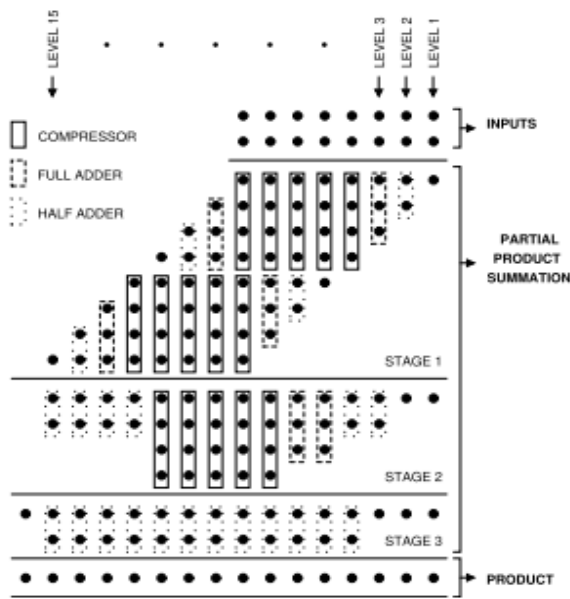 LEVEL 15
LEVEL 3
LEVEL 2
LEVEL 1
INPUTS
COMPRESSOR
FULL ADDER
HALF ADDER
PARTIAL
PRODUCT
SUMMATION
STAGE 1
STAGE 2
STAGE 3
PRODUCT